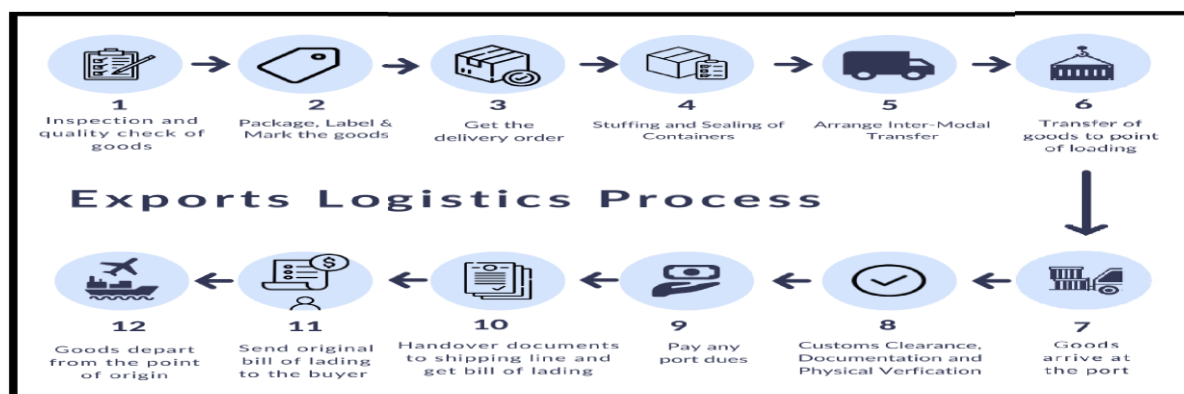 1
Inspection and
quality check of
goods
2
Package, Label &
Mark the goods
3
Get the
delivery order
4
Stuffing and Sealing of
Containers
5
Arrange Inter-Modal
Transfer
6
Transfer of
goods to point
of loading
Exports Logistics Process
7
Goods
arrive at
the port
8
Customs Clearance,
Documentation and
Physical Verfication
9
Pay any
port dues
10
Handover documents
to shipping line and
get bill of lading
11
Send original
bill of lading
to the buyer
$
12
Goods depart
from the point
of origin